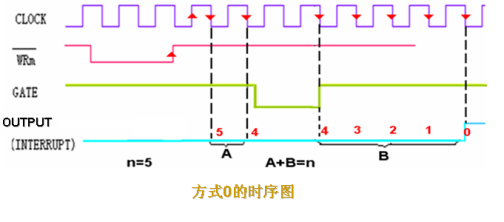 CLOCK
WRm
GATE
OUTPUT
5 4 4 3 2 1 0
(INTERRUPT)
n=5 A A+B=n B
方式0的时序图